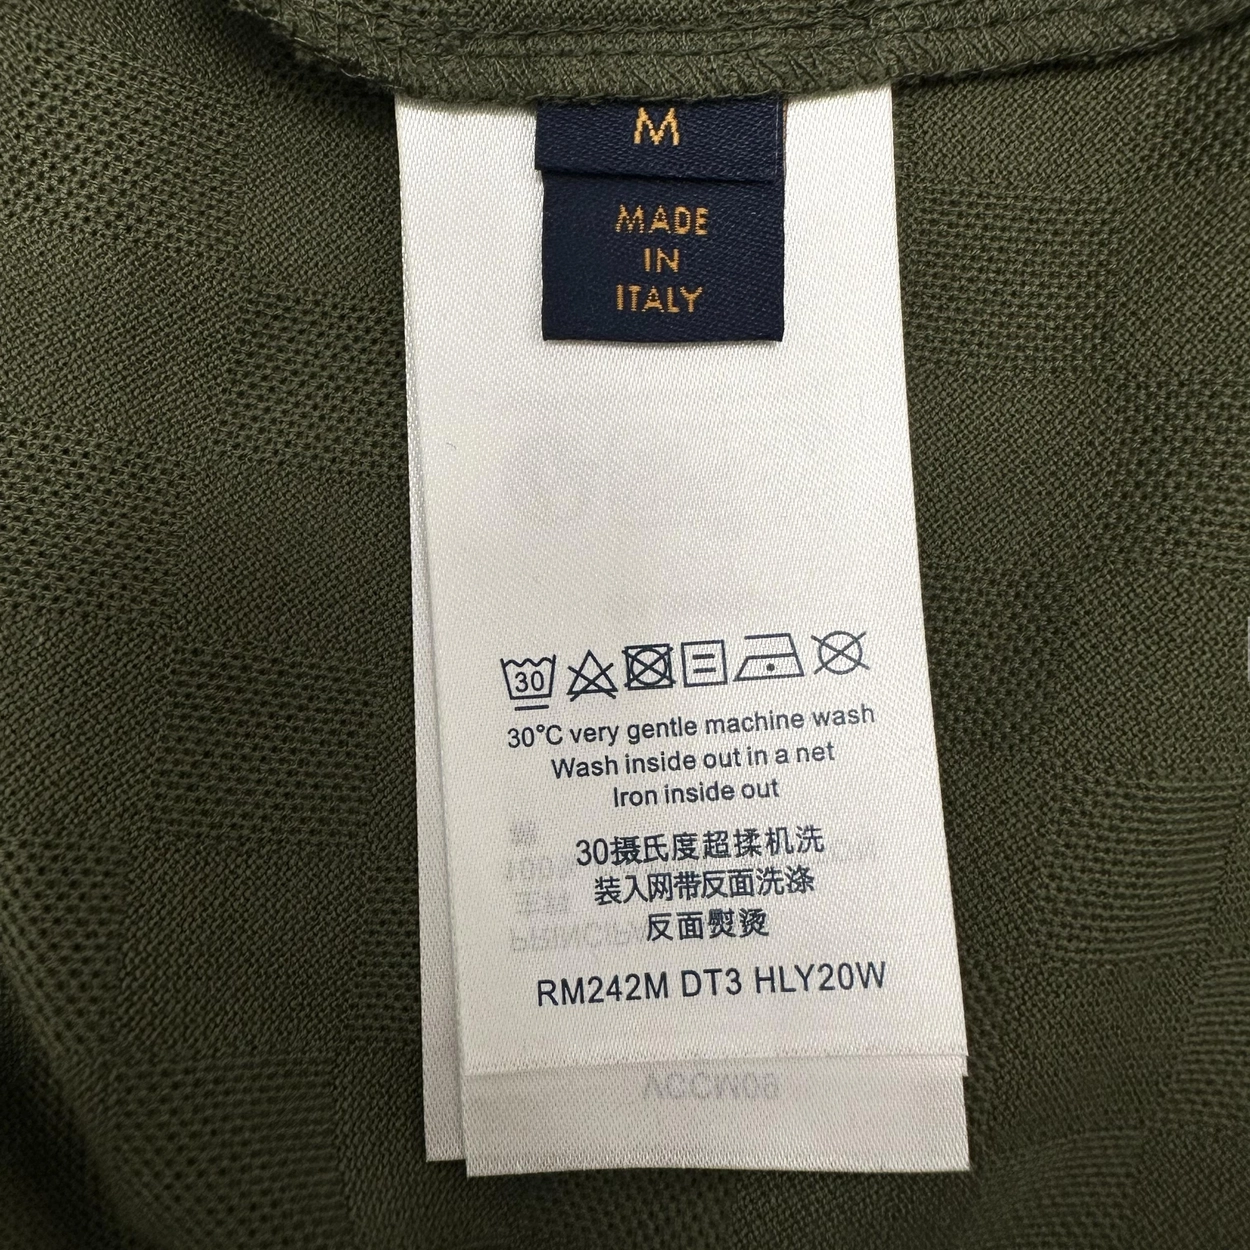 M
MADE
IN
ITALY
30
30°C very gentle machine wash
Wash inside out in a net
Iron inside out
30摄氏度超揉机洗
装入网带反面洗涤
反面熨烫
RM242M DT3 HLY20W